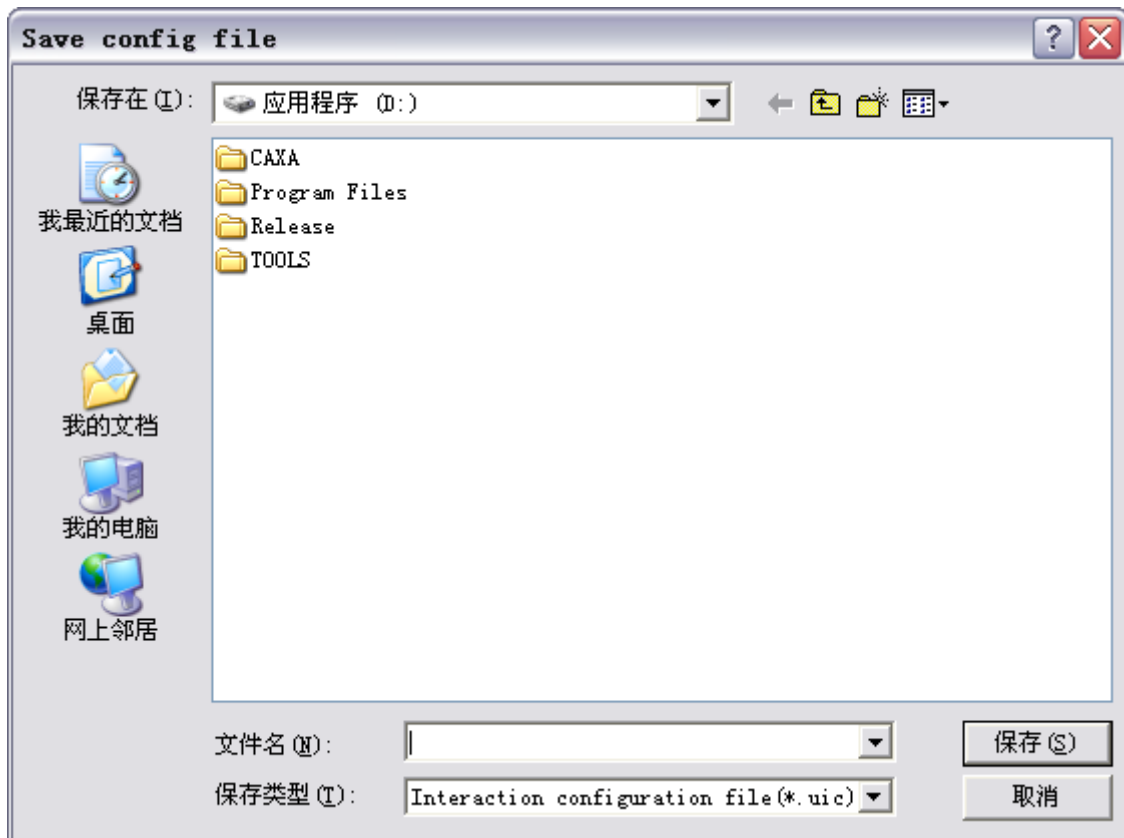 Save config file
保存在(I): 应用程序 (D:)
CAXA
Program Files
Release
TOOLS
我最近的文档
桌面
我的文档
我的电脑
网上邻居
文件名(N): 保存(S)
保存类型(T): Interaction configuration file(*.uic) 取消